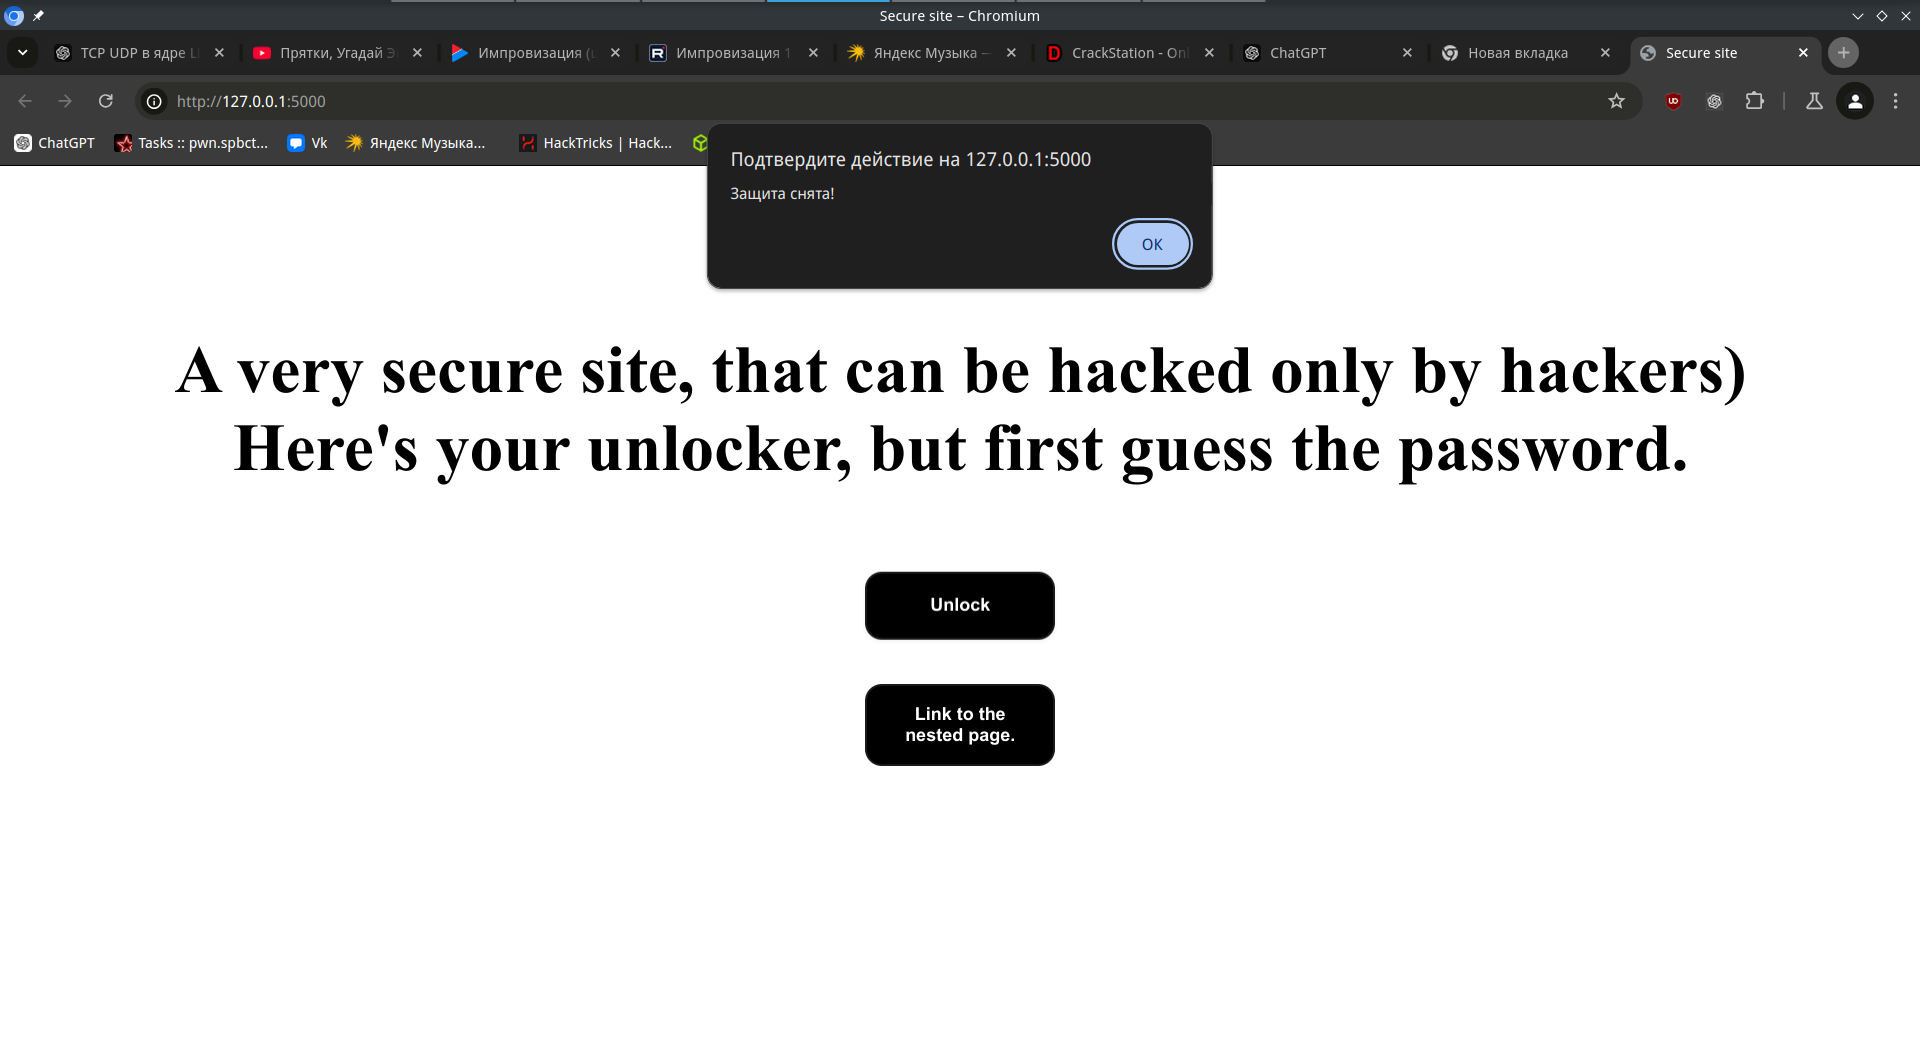 Secure site – Chromium
TCP UDP в ядре L
Прятки, Угадай Э
Импровизация (
Импровизация 1
Яндекс Музыка —
CrackStation - Onl
ChatGPT
Новая вкладка
Secure site
http://127.0.0.1:5000
ChatGPT
Tasks :: pwn.spbct...
Vk
Яндекс Музыка...
HackTricks | Hack...
Подтвердите действие на 127.0.0.1:5000
Защита снята!
ОК
A very secure site, that can be hacked only by hackers)
Here's your unlocker, but first guess the password.
Unlock
Link to the
nested page.